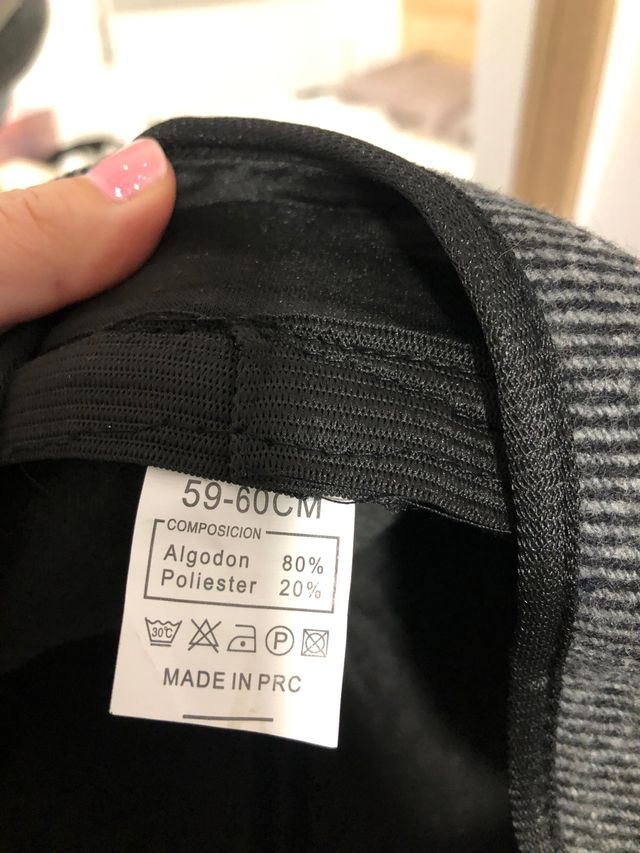 59-60CM
COMPOSICION
Algodon 80%
Poliester 20%
30°C P
MADE IN PRC